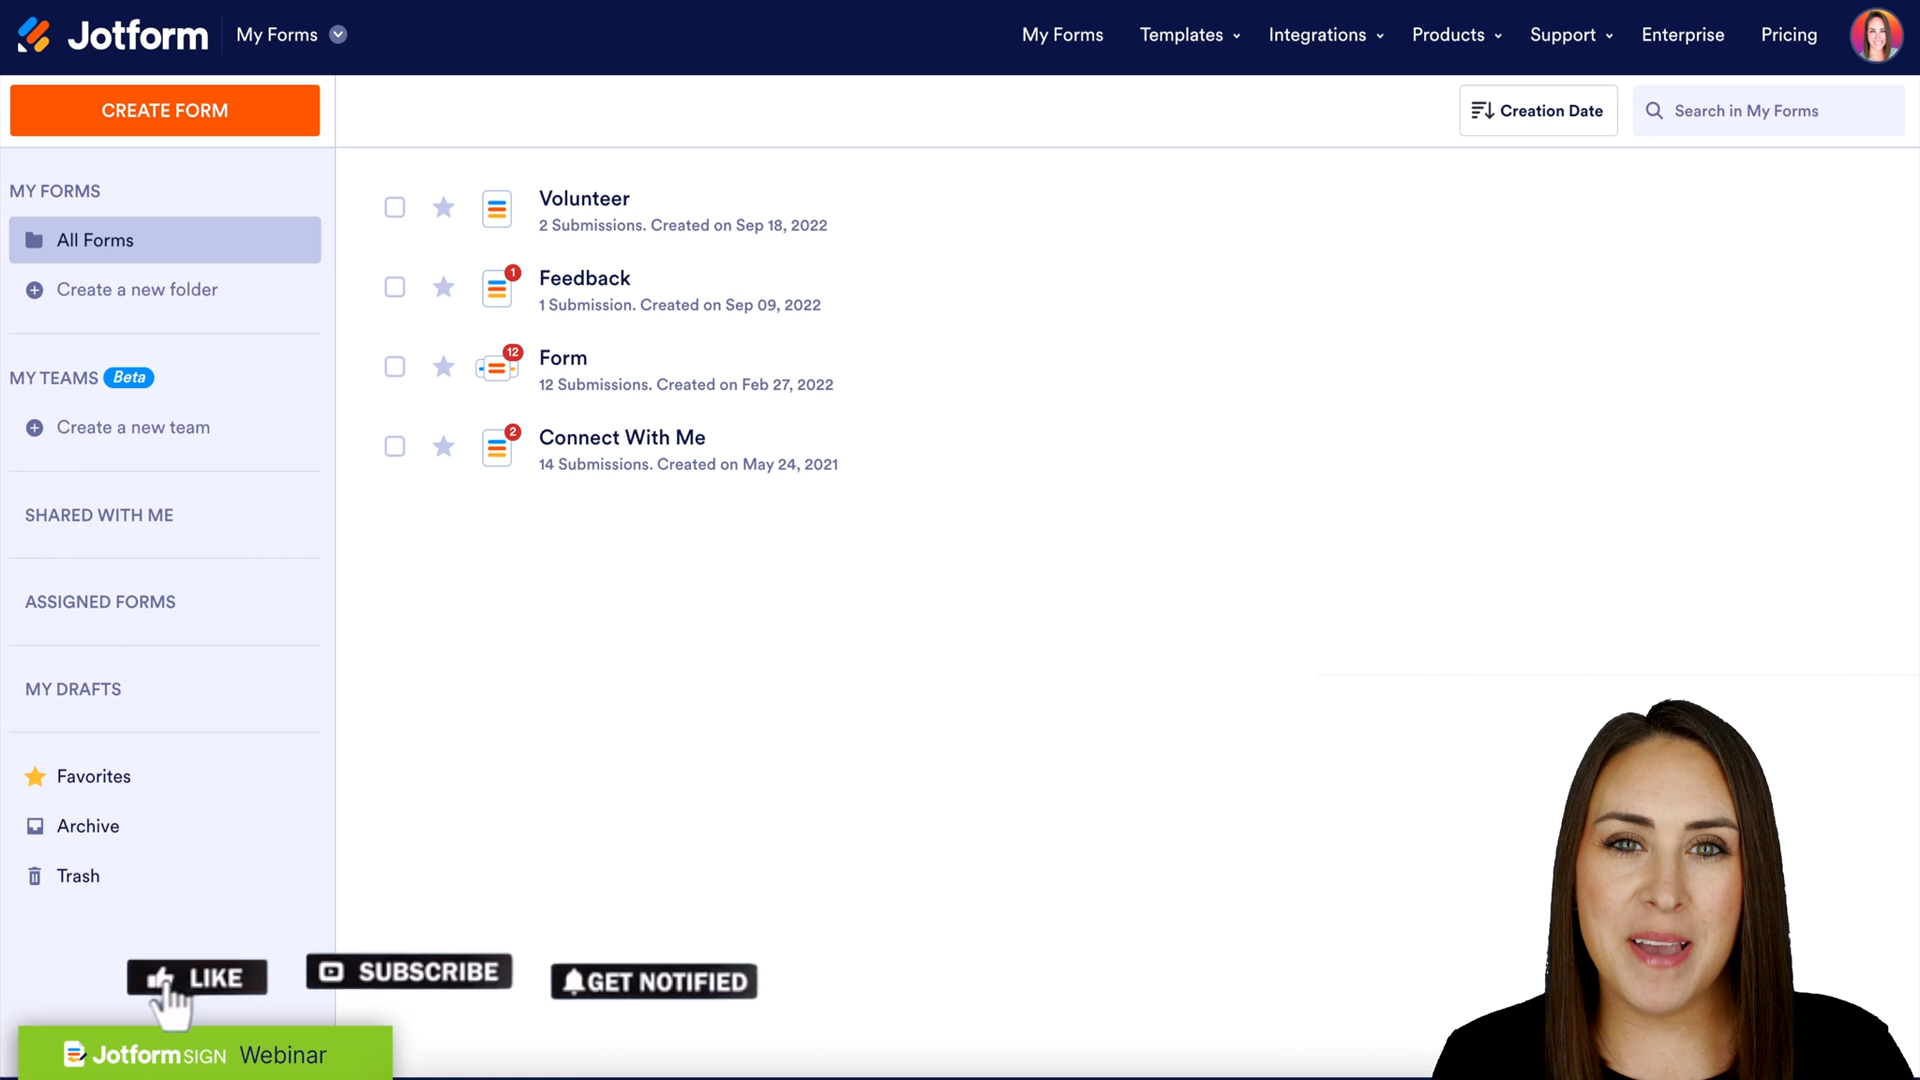 Jotform
My Forms
My Forms
Templates
Integrations
Products
Support
Enterprise
Pricing
CREATE FORM
Creation Date
Search in My Forms
MY FORMS
All Forms
Create a new folder
MY TEAMS Beta
Create a new team
SHARED WITH ME
ASSIGNED FORMS
MY DRAFTS
Favorites
Archive
Trash
Volunteer
2 Submissions. Created on Sep 18, 2022
1
Feedback
1 Submission. Created on Sep 09, 2022
12
Form
12 Submissions. Created on Feb 27, 2022
2
Connect With Me
14 Submissions. Created on May 24, 2021
LIKE
SUBSCRIBE
GET NOTIFIED
Jotform SIGN Webinar